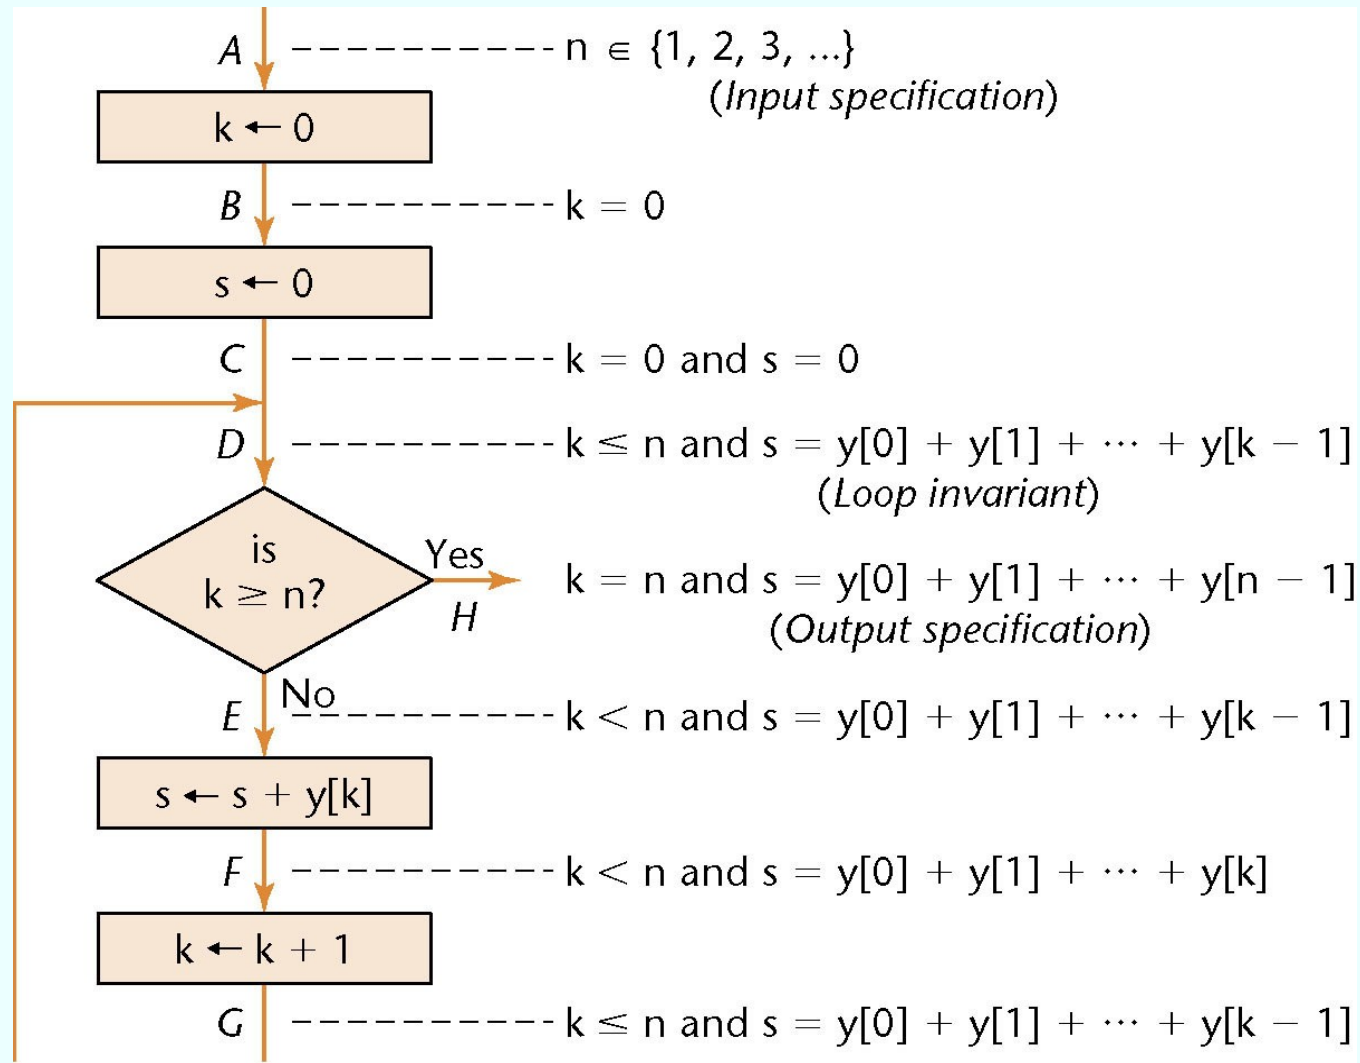 A n ∈ {1, 2, 3, ...}
(Input specification)
k ← 0
B k = 0
s ← 0
C k = 0 and s = 0
D k ≤ n and s = y[0] + y[1] + ··· + y[k − 1]
(Loop invariant)
is
k ≥ n?
Yes
H
k = n and s = y[0] + y[1] + ··· + y[n − 1]
(Output specification)
No
E k < n and s = y[0] + y[1] + ··· + y[k − 1]
s ← s + y[k]
F k < n and s = y[0] + y[1] + ··· + y[k]
k ← k + 1
G k ≤ n and s = y[0] + y[1] + ··· + y[k − 1]